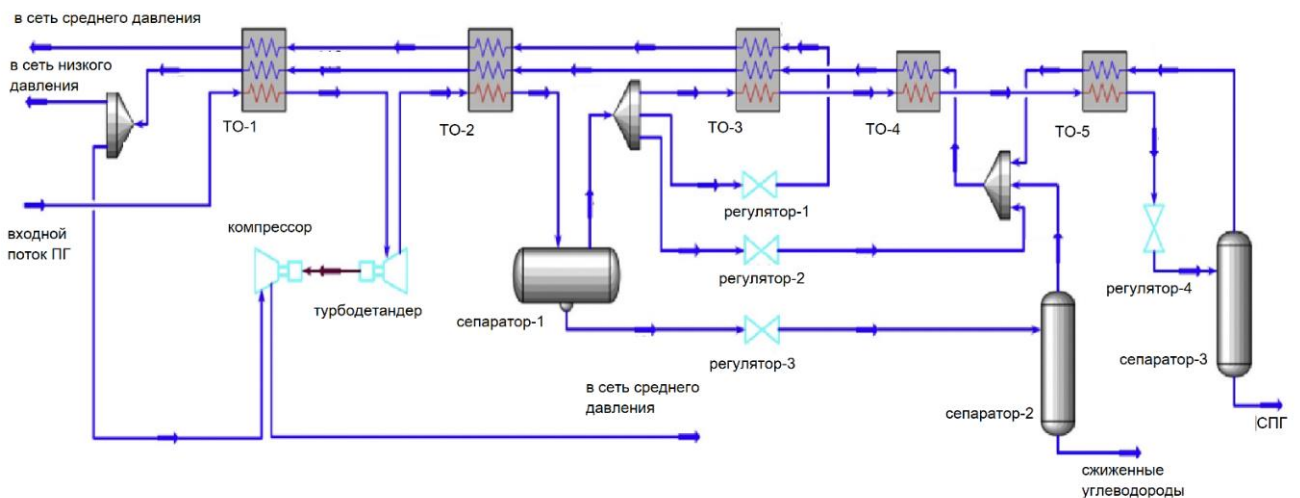 в сеть среднего давления
в сеть низкого
давления
ТО-1
ТО-2
ТО-3
ТО-4
ТО-5
входной
поток ПГ
компрессор
турбодетандер
сепаратор-1
регулятор-1
регулятор-2
регулятор-3
регулятор-4
в сеть среднего
давления
сепаратор-2
сепаратор-3
СПГ
сжиженные
углеводороды